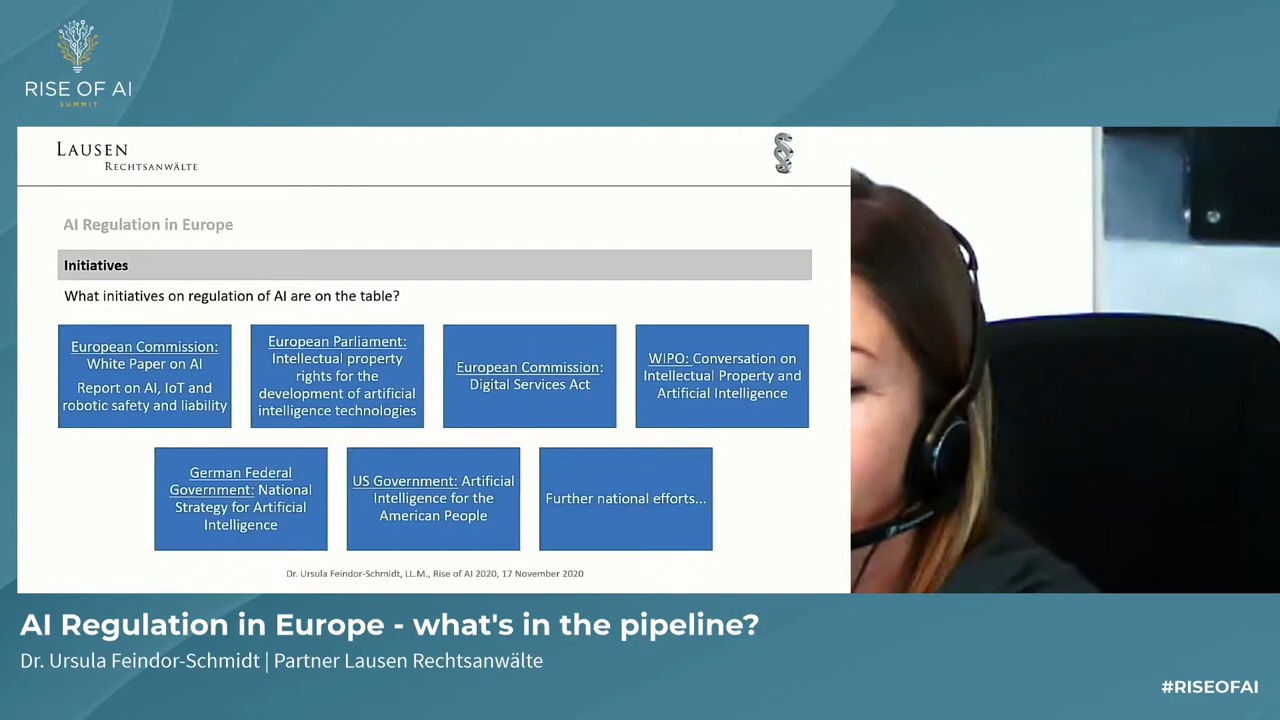 RISE OF AI
SUMMIT
LAUSEN
RECHTSANWÄLTE
AI Regulation in Europe
Initiatives
What initiatives on regulation of AI are on the table?
European Commission:
White Paper on AI
Report on AI, IoT and
robotic safety and liability
European Parliament:
Intellectual property
rights for the
development of artificial
intelligence technologies
European Commission:
Digital Services Act
WIPO: Conversation on
Intellectual Property and
Artificial Intelligence
German Federal
Government: National
Strategy for Artificial
Intelligence
US Government: Artificial
Intelligence for the
American People
Further national efforts...
Dr. Ursula Feindor-Schmidt, LL.M., Rise of AI 2020, 17 November 2020
AI Regulation in Europe - what's in the pipeline?
Dr. Ursula Feindor-Schmidt | Partner Lausen Rechtsanwälte
#RISEOFAI